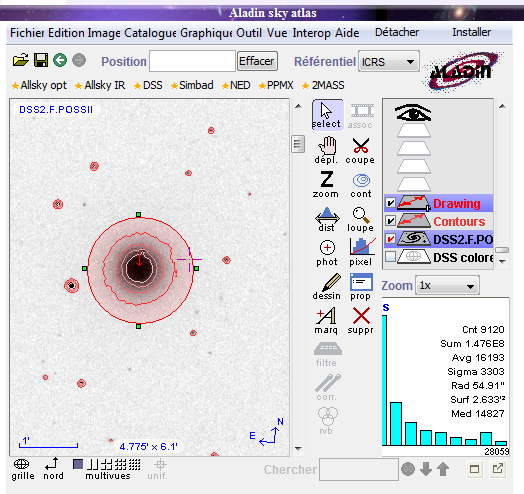 Aladin sky atlas
Fichier Edition Image Catalogue Graphique Outil Vue Interop Aide Détacher Installer
Position Effacer Référentiel ICRS ALADIN
Allsky opt Allsky IR DSS Simbad NED PPMX 2MASS
DSS2.F.POSSII
select assoc
dépl. coupe
zoom cont
dist loupe
phot pixel
dessin prop
marq suppr
filtre
corr.
rvb
Drawing
Contours
DSS2.F.PO
DSS colore
Zoom 1x
s
Cnt 9120
Sum 1.476E8
Avg 16193
Sigma 3303
Rad 54.91"
Surf 2.633'²
Med 14827
28059
1'
4.775' x 6.1'
N
E
grille nord multivues unif.
Chercher